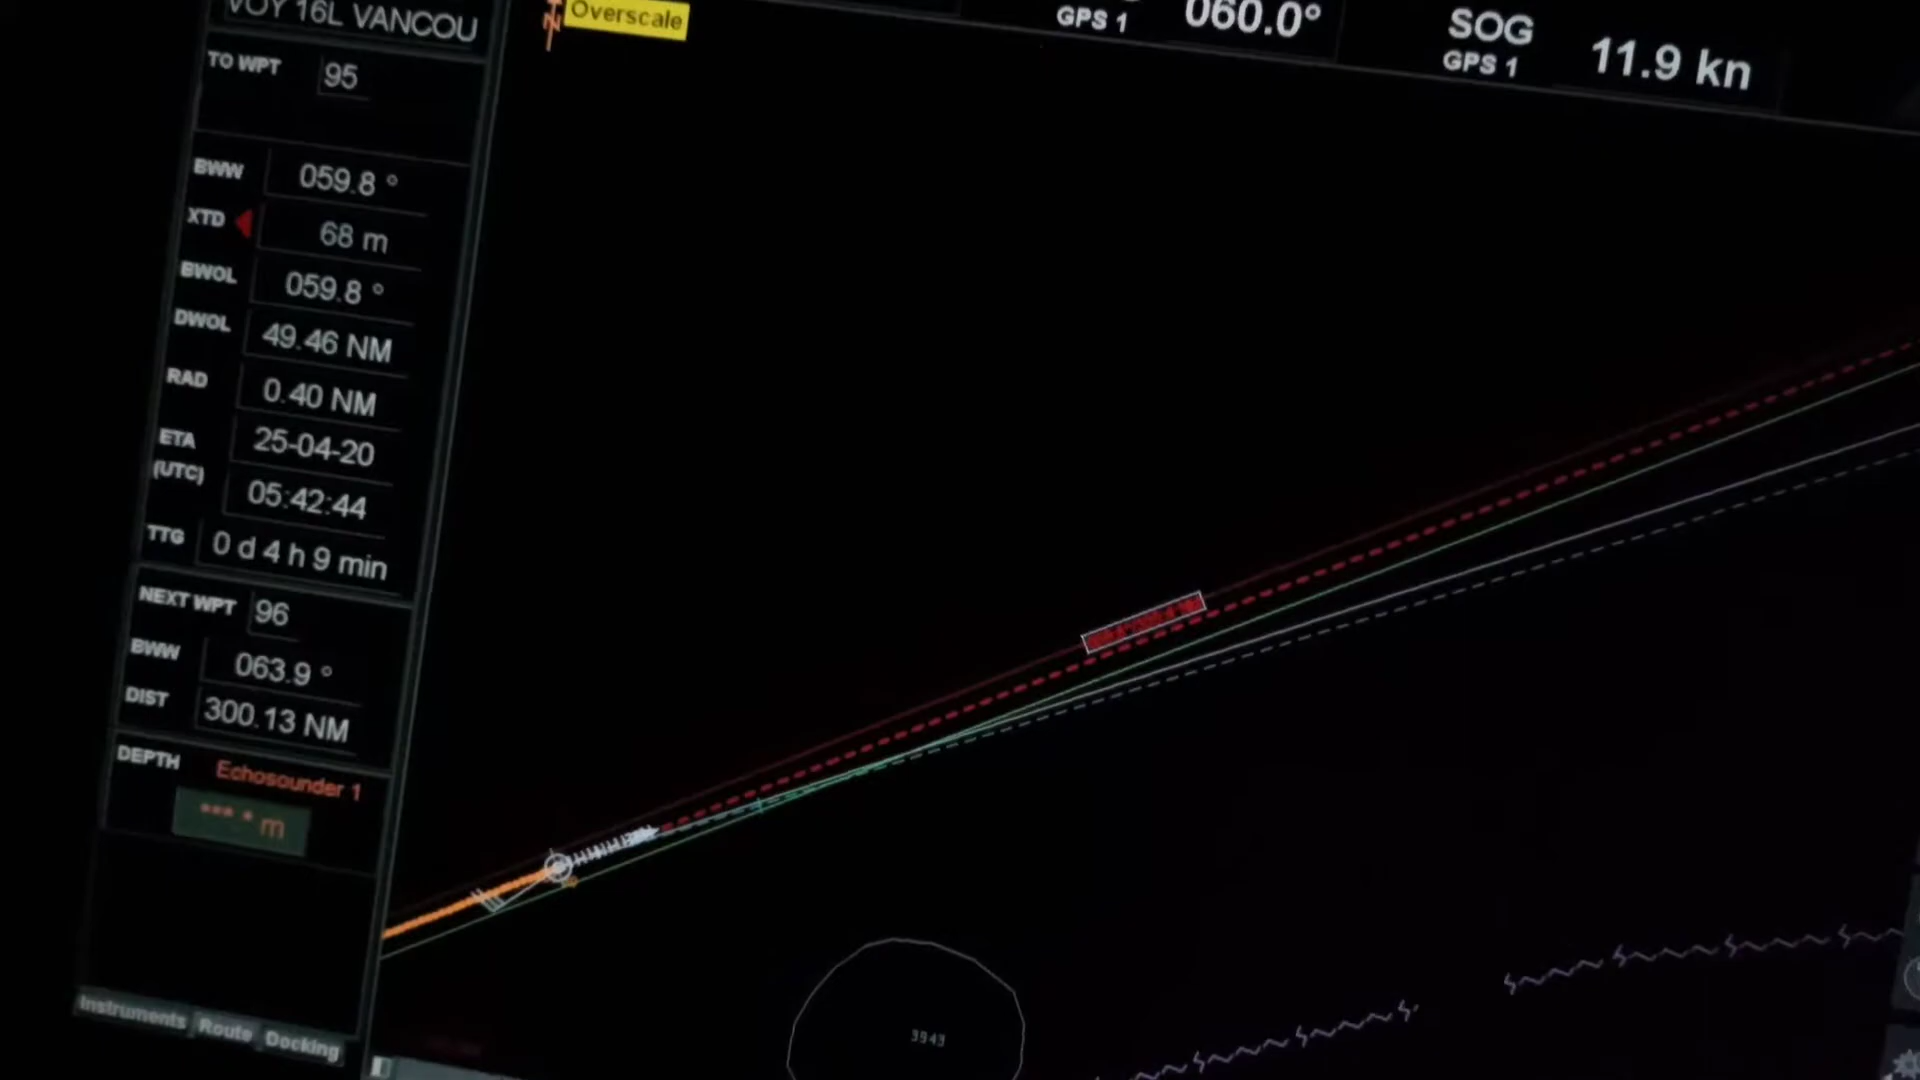 VOY 16L VANCOU
TO WPT 95
BWW 059.8 °
XTD 68 m
BWOL 059.8 °
DWOL 49.46 NM
RAD 0.40 NM
ETA 25-04-20
(UTC) 05:42:44
TTG 0 d 4 h 9 min
NEXT WPT 96
BWW 063.9 °
DIST 300.13 NM
DEPTH Echosounder 1
***.* m
Instruments Route Docking
N Overscale
GPS 1 060.0°
SOG
GPS 1 11.9 kn
3943